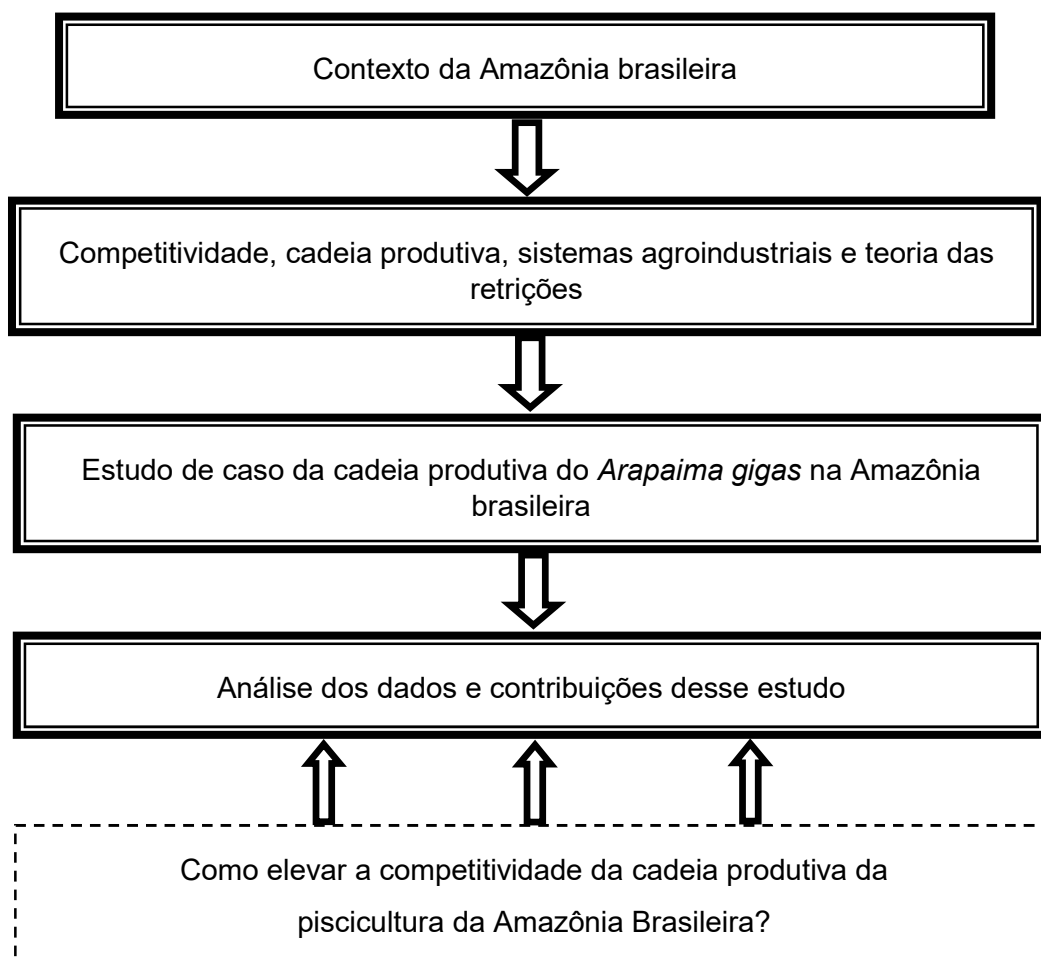 Contexto da Amazônia brasileira
Competitividade, cadeia produtiva, sistemas agroindustriais e teoria das
retrições
Estudo de caso da cadeia produtiva do Arapaima gigas na Amazônia
brasileira
Análise dos dados e contribuições desse estudo
Como elevar a competitividade da cadeia produtiva da
piscicultura da Amazônia Brasileira?